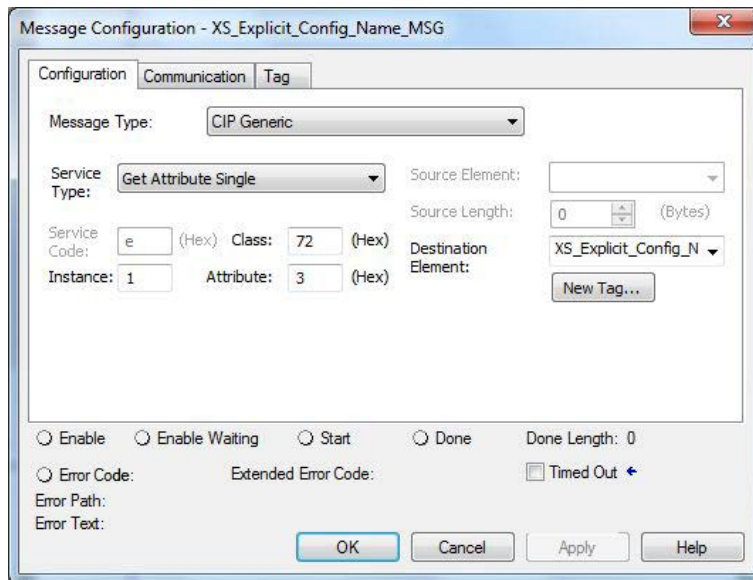 Message Configuration - XS_Explicit_Config_Name_MSG
x
Configuration Communication Tag
Message Type: CIP Generic
Service Type: Get Attribute Single
Source Element:
Source Length: 0 (Bytes)
Service Code: e (Hex) Class: 72 (Hex)
Destination Element: XS_Explicit_Config_N
Instance: 1 Attribute: 3 (Hex)
New Tag...
Enable Enable Waiting Start Done Done Length: 0
Error Code: Extended Error Code: Timed Out
Error Path:
Error Text:
OK Cancel Apply Help